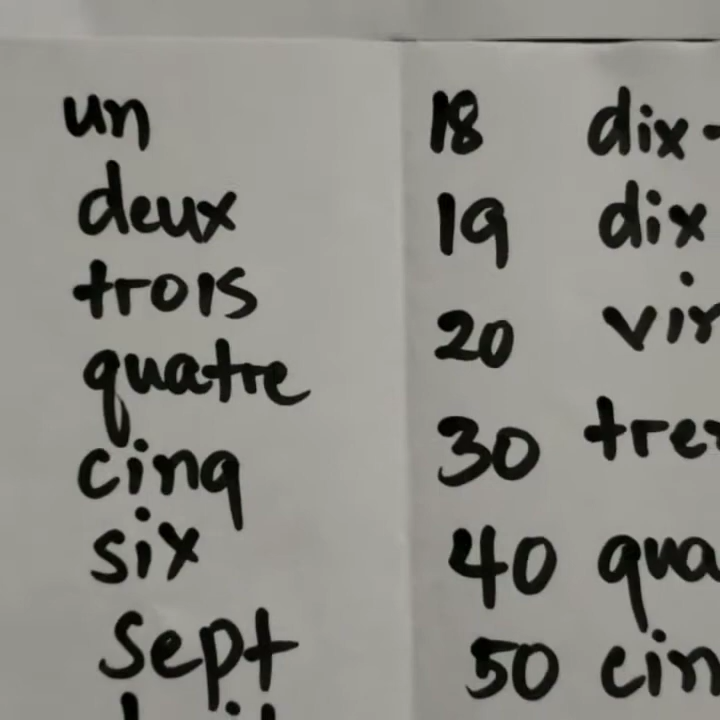 un
deux
trois
quatre
cinq
six
sept
18 dix-
19 dix
20
30
40
50